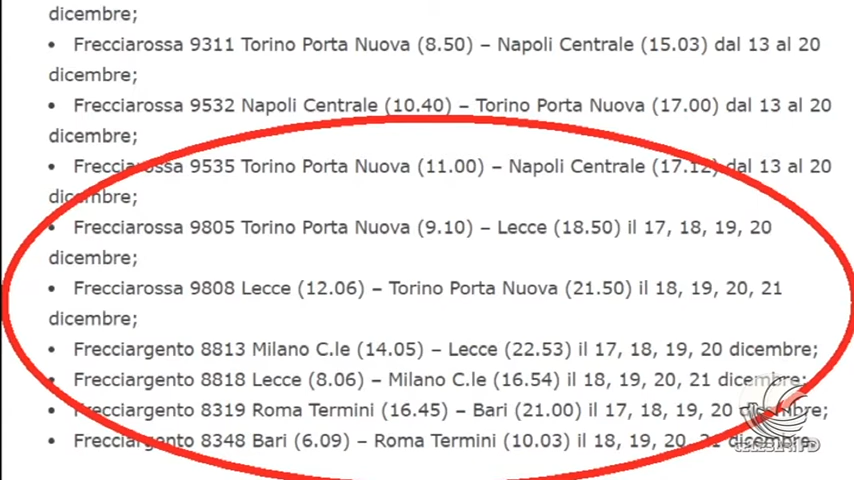 dicembre;
• Frecciarossa 9311 Torino Porta Nuova (8.50) – Napoli Centrale (15.03) dal 13 al 20
dicembre;
• Frecciarossa 9532 Napoli Centrale (10.40) – Torino Porta Nuova (17.00) dal 13 al 20
dicembre;
• Frecciarossa 9535 Torino Porta Nuova (11.00) – Napoli Centrale (17.12) dal 13 al 20
dicembre;
• Frecciarossa 9805 Torino Porta Nuova (9.10) – Lecce (18.50) il 17, 18, 19, 20
dicembre;
• Frecciarossa 9808 Lecce (12.06) – Torino Porta Nuova (21.50) il 18, 19, 20, 21
dicembre;
• Frecciargento 8813 Milano C.le (14.05) – Lecce (22.53) il 17, 18, 19, 20 dicembre;
• Frecciargento 8818 Lecce (8.06) – Milano C.le (16.54) il 18, 19, 20, 21 dicembre;
• Frecciargento 8319 Roma Termini (16.45) – Bari (21.00) il 17, 18, 19, 20 dicembre;
• Frecciargento 8348 Bari (6.09) – Roma Termini (10.03) il 18, 19, 20, 21 dicembre.